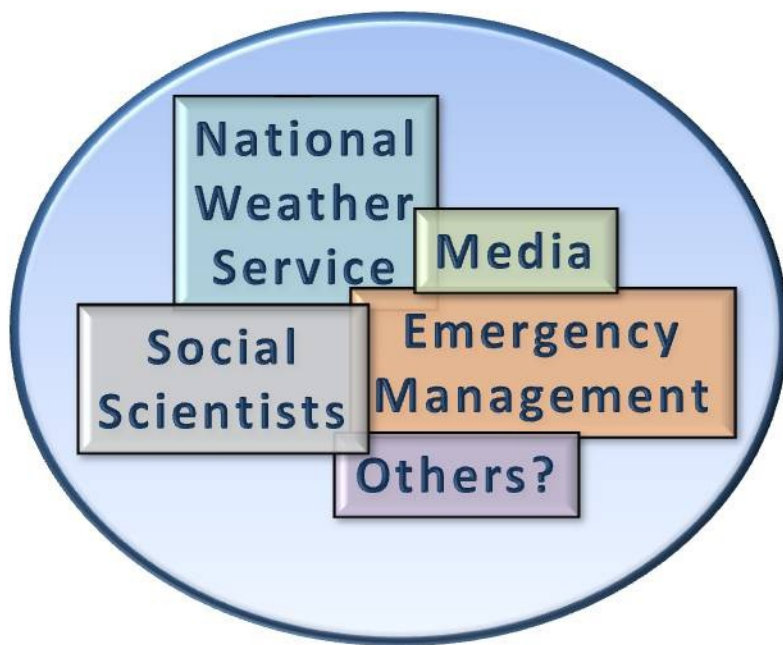 National
Weather
Service
Media
Social
Scientists
Emergency
Management
Others?